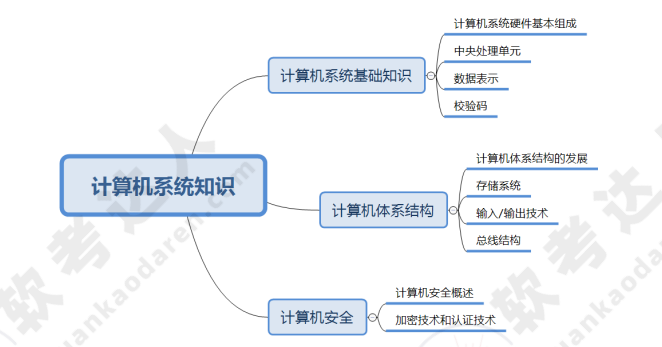 计算机系统硬件基本组成
中央处理单元
计算机系统基础知识
数据表示
校验码
计算机系统知识
计算机体系结构的发展
存储系统
计算机体系结构
输入/输出技术
总线结构
计算机安全概述
计算机安全
加密技术和认证技术
软考达人
ruankaodaren.com
软考达